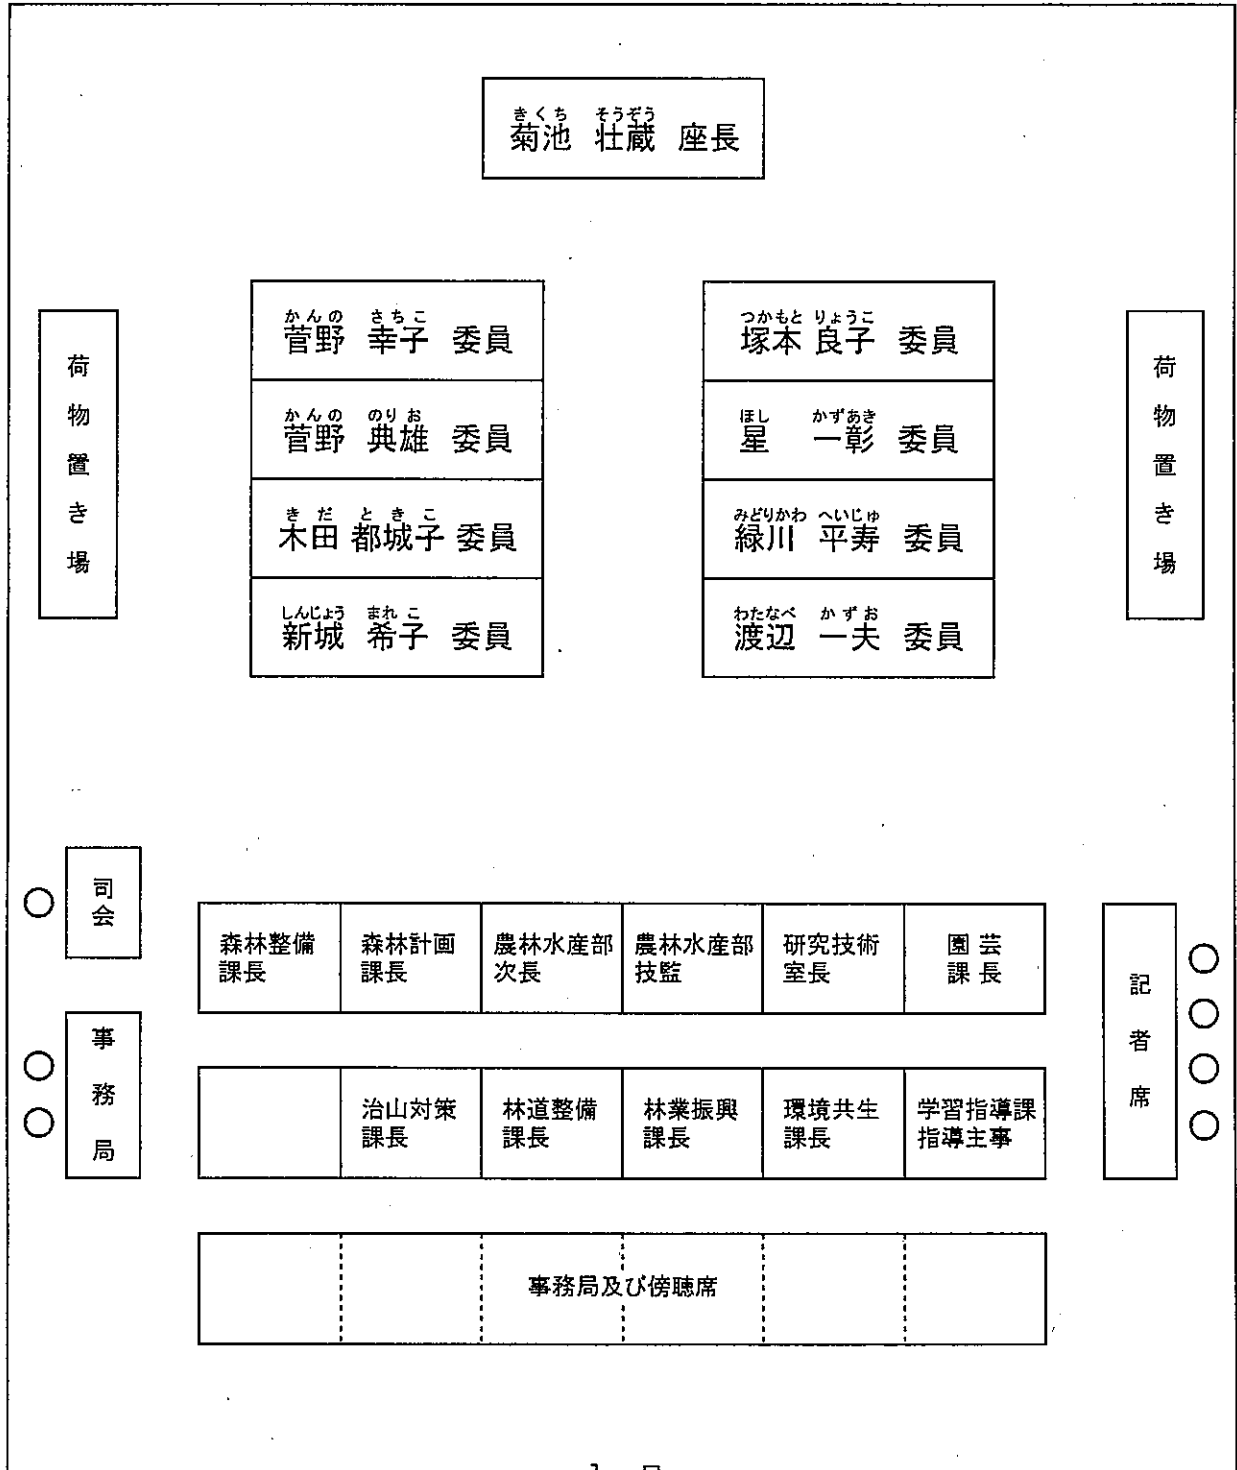 きくち そうぞう
菊池 壮蔵 座長
かんの さちこ
菅野 幸子 委員
かんの のりお
菅野 典雄 委員
きだ ときこ
木田 都城子 委員
しんじょう まれこ
新城 希子 委員
つかもと りょうこ
塚本 良子 委員
ほし かずあき
星 一彰 委員
みどりかわ へいじゅ
緑川 平寿 委員
わたなべ かずお
渡辺 一夫 委員
荷物置き場
荷物置き場
司会
事務局
森林整備
課長
森林計画
課長
農林水産部
次長
農林水産部
技監
研究技術
室長
園芸
課長
治山対策
課長
林道整備
課長
林業振興
課長
環境共生
課長
学習指導課
指導主事
記者席
事務局及び傍聴席